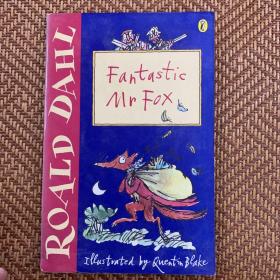 ROALD DAHL
Fantastic
Mr Fox
Illustrated by Quentin Blake